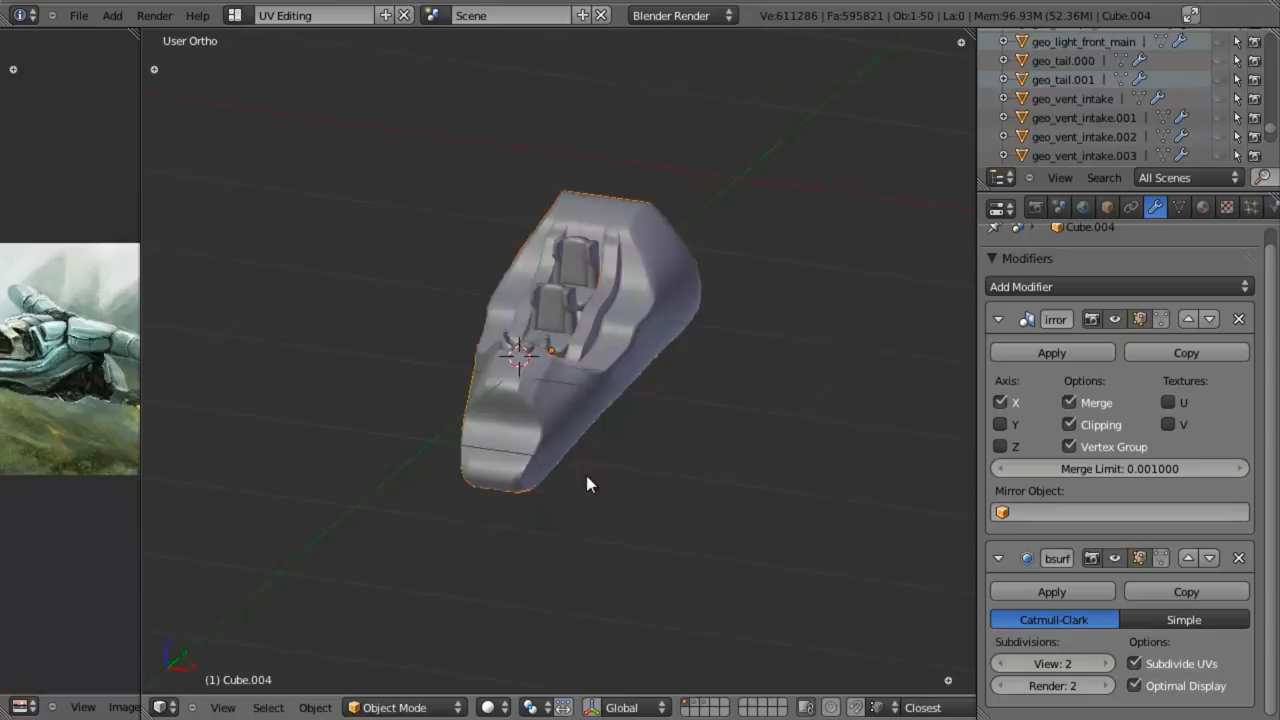 File Add Render Help UV Editing Scene Blender Render Ve:611286 | Fa:595821 | Ob:1-50 | La:0 | Mem:96.93M (52.36M) | Cube.004
User Ortho
geo_light_front_main
geo_tail.000
geo_tail.001
geo_vent_intake
geo_vent_intake.001
geo_vent_intake.002
geo_vent_intake.003
View Search All Scenes
Cube.004
Modifiers
Add Modifier
irror
Apply Copy
Axis: Options: Textures:
X Merge U
Y Clipping V
Z Vertex Group
Merge Limit: 0.001000
Mirror Object:
bsurf
Apply Copy
Catmull-Clark Simple
Subdivisions: Options:
View: 2 Subdivide UVs
Render: 2 Optimal Display
(1) Cube.004
View Image View Select Object Object Mode Global Closest